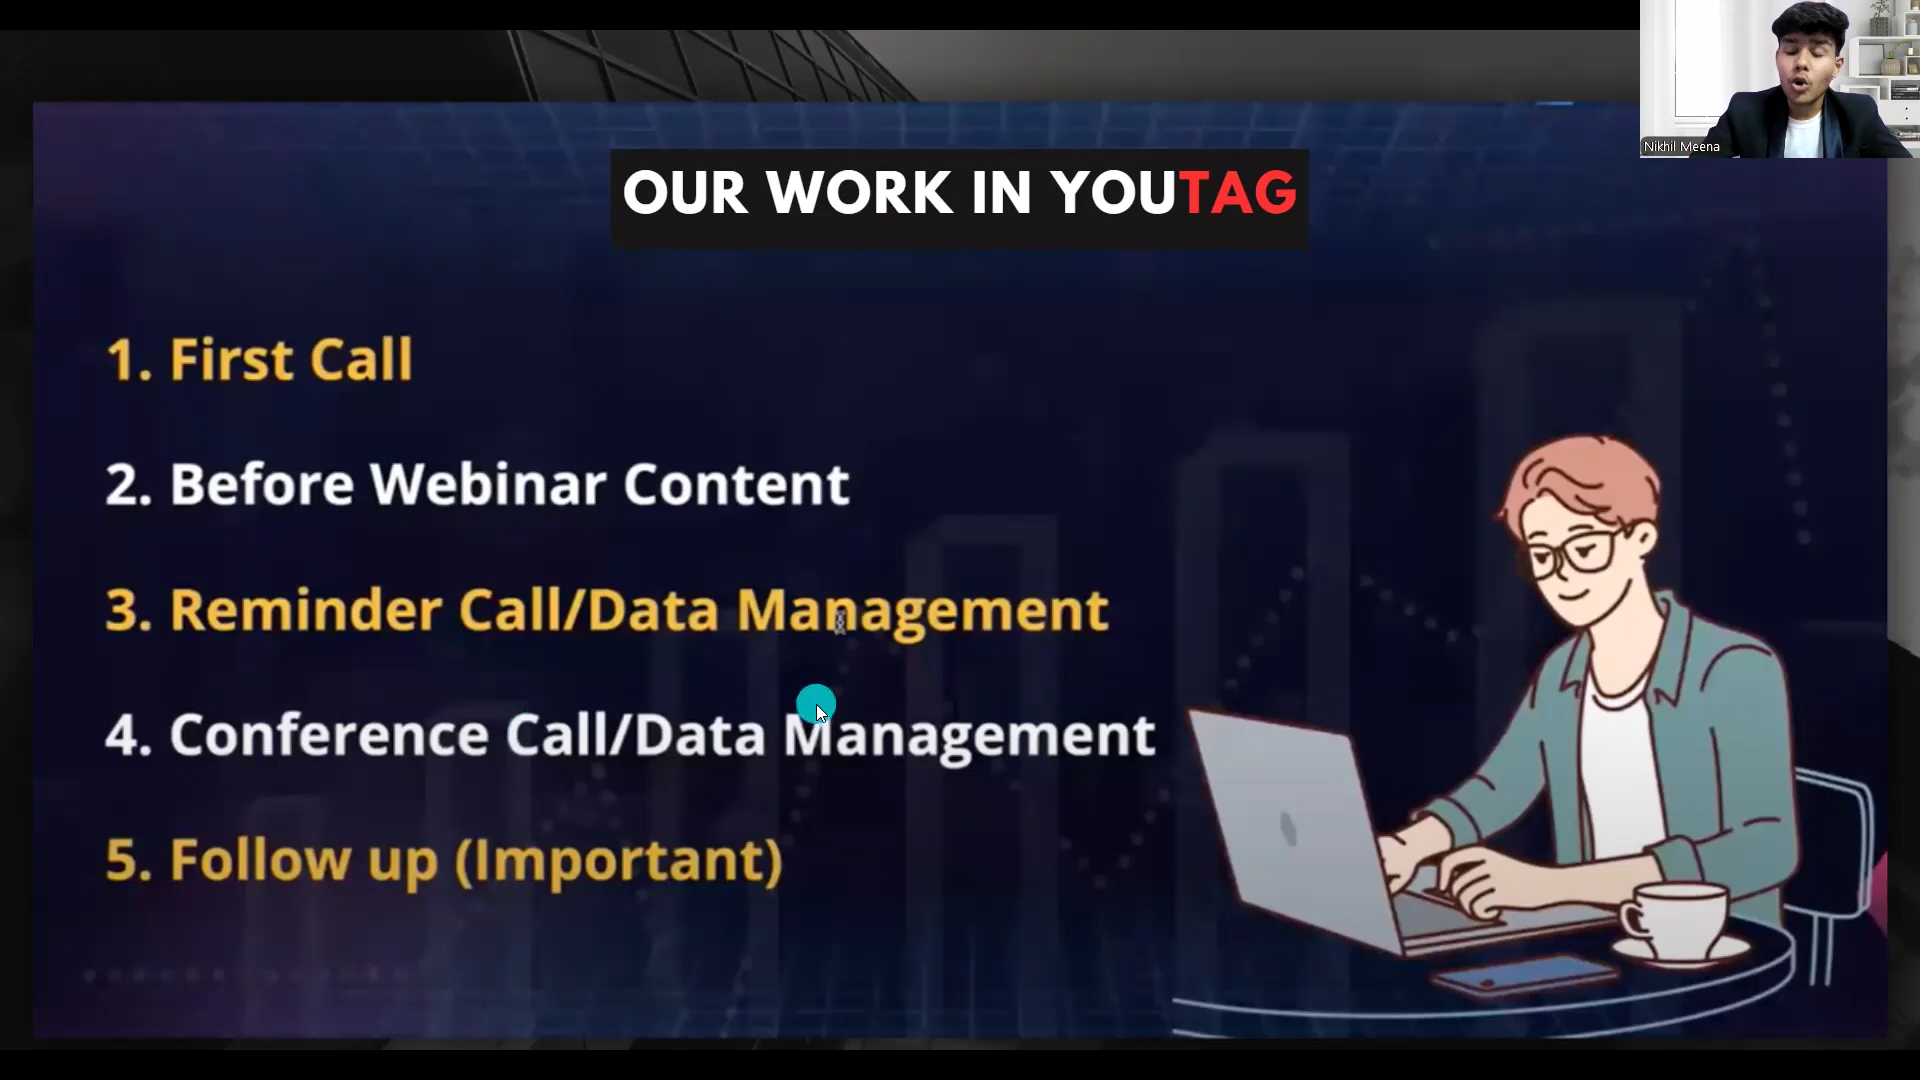 Nikhil Meena
OUR WORK IN YOUTAG
1. First Call
2. Before Webinar Content
3. Reminder Call/Data Management
4. Conference Call/Data Management
5. Follow up (Important)